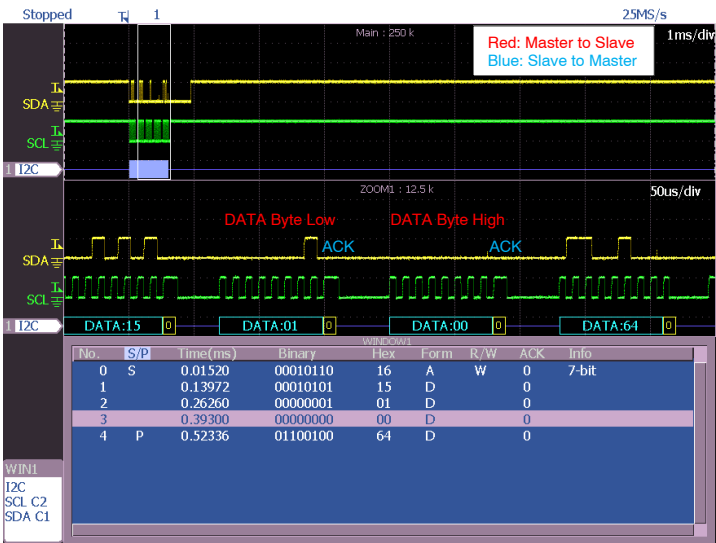 Stopped 1 25MS/s
Main : 250 k 1ms/div
Red: Master to Slave
Blue: Slave to Master
SDA
SCL
1 I2C
ZOOM1 : 12.5 k 50us/div
DATA Byte Low DATA Byte High
ACK ACK
SDA
SCL
1 I2C DATA:15 0 DATA:01 0 DATA:00 0 DATA:64 0
WINDOW1
No. S/P Time(ms) Binary Hex Form R/W ACK Info
0 S 0.01520 00010110 16 A W 0 7-bit
1 0.13972 00010101 15 D 0
2 0.26260 00000001 01 D 0
3 0.39300 00000000 00 D 0
4 P 0.52336 01100100 64 D 0
WIN1
I2C
SCL C2
SDA C1